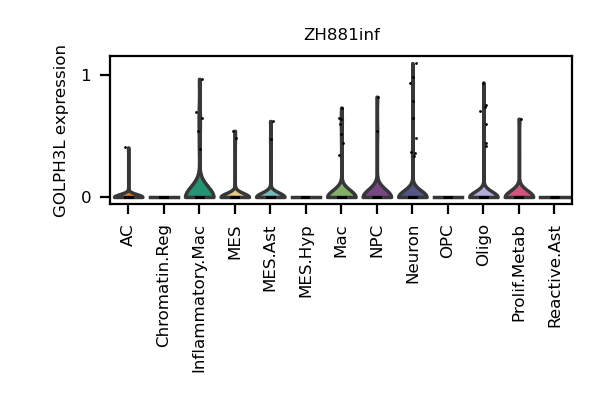 ZH881inf
GOLPH3L expression
1
0
AC
Chromatin.Reg
Inflammatory.Mac
MES
MES.Ast
MES.Hyp
Mac
NPC
Neuron
OPC
Oligo
Prolif.Metab
Reactive.Ast